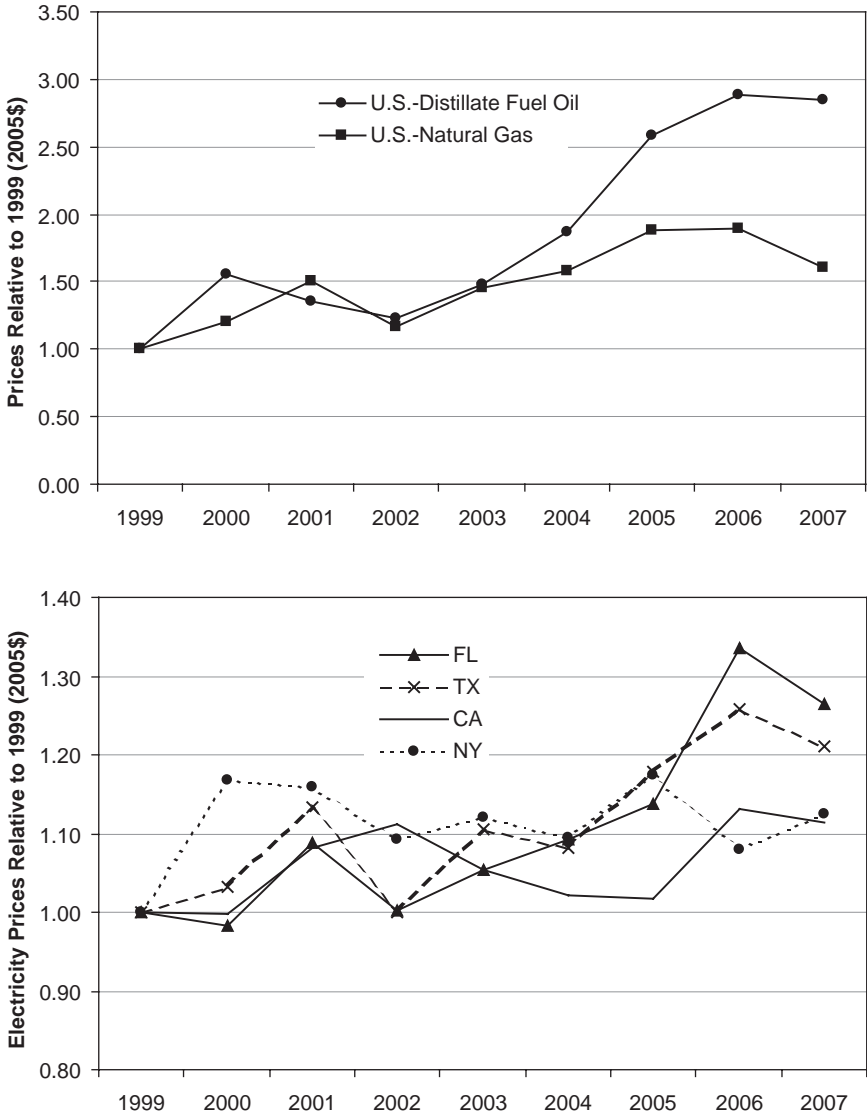 Prices Relative to 1999 (2005$)
3.50
3.00
2.50
2.00
1.50
1.00
0.50
0.00
U.S.-Distillate Fuel Oil
U.S.-Natural Gas
1999 2000 2001 2002 2003 2004 2005 2006 2007
Electricity Prices Relative to 1999 (2005$)
1.40
1.30
1.20
1.10
1.00
0.90
0.80
FL
TX
CA
NY
1999 2000 2001 2002 2003 2004 2005 2006 2007